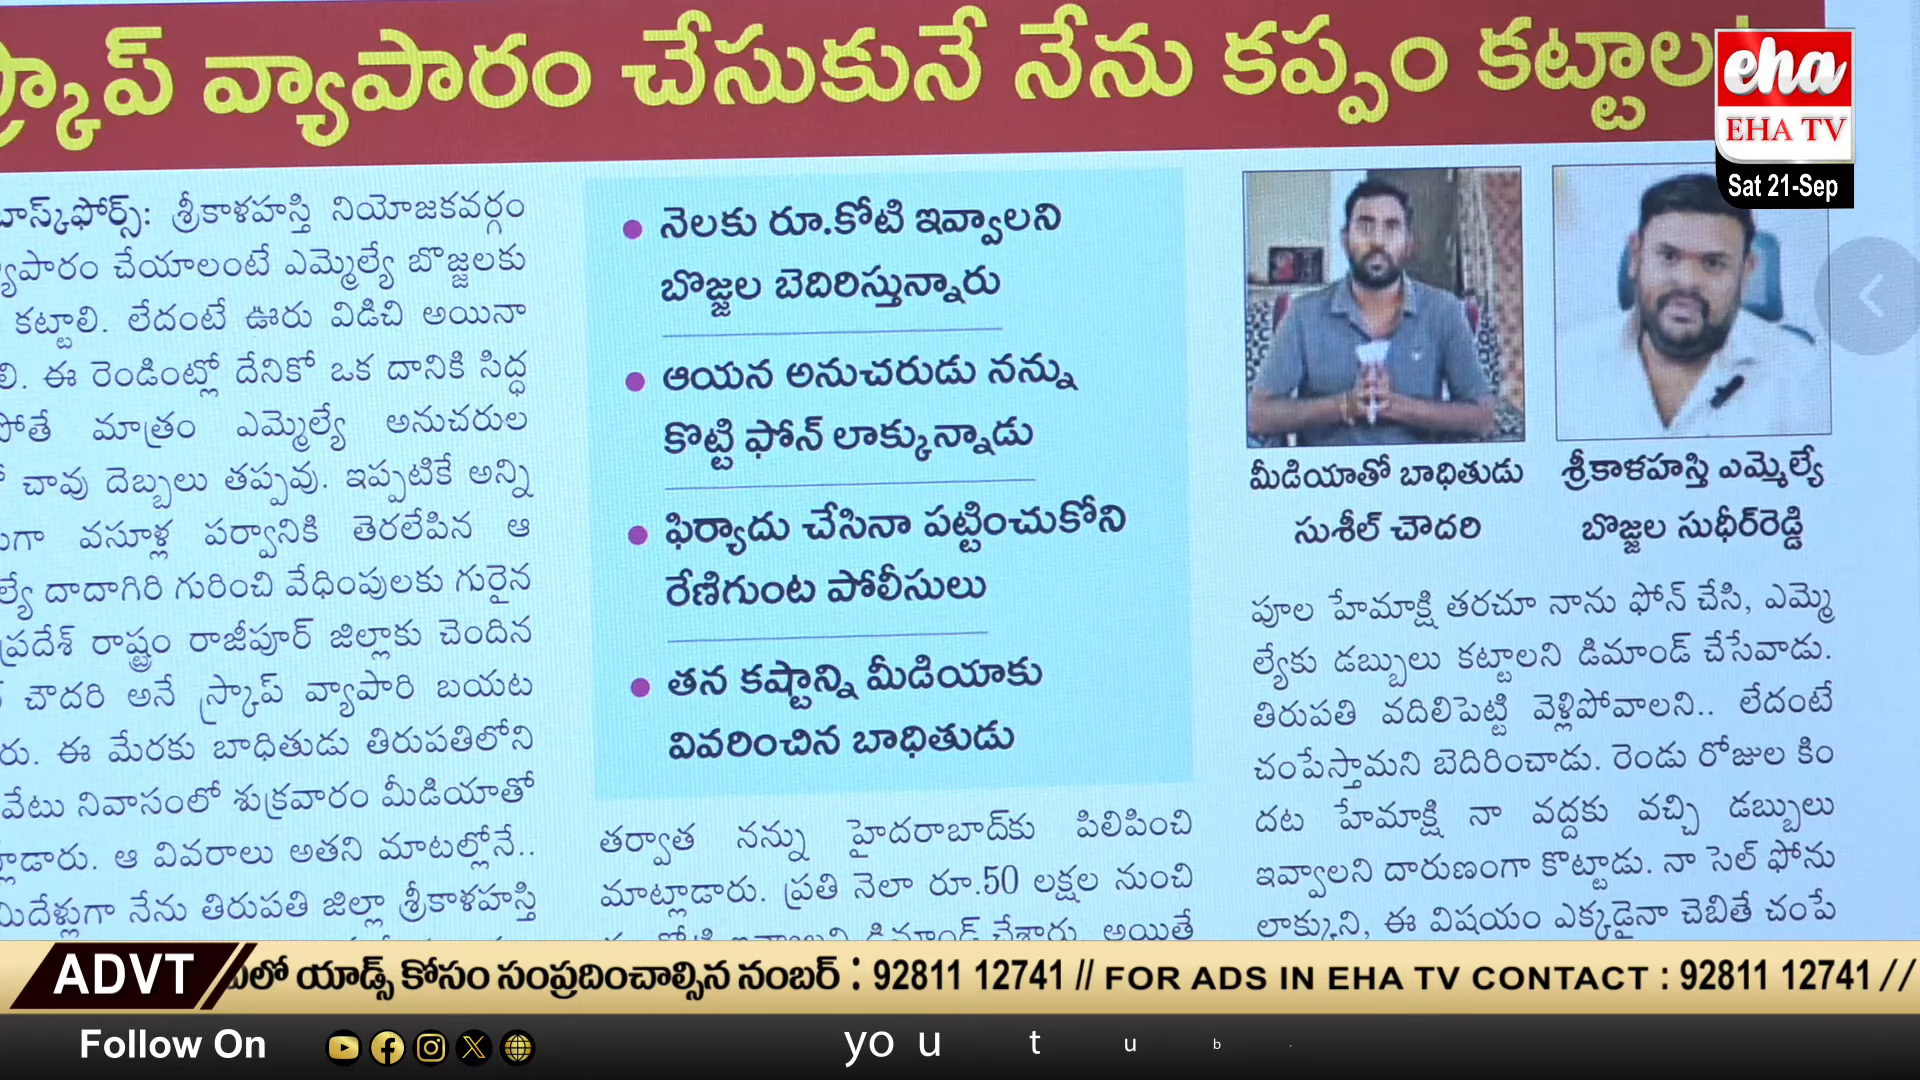 స్క్రాప్ వ్యాపారం చేసుకునే నేను కప్పం కట్టాల
eha
EHA TV
Sat 21-Sep
టాస్క్‌ఫోర్స్: శ్రీకాళహస్తి నియోజకవర్గం
చేయాలంటే ఎమ్మెల్యే బొజ్జలకు
కట్టాలి. లేదంటే ఊరు విడిచి అయినా
ఈ రెండింట్లో దేనికో ఒక దానికి సిద్ధ
మాత్రం ఎమ్మెల్యే అనుచరుల
చావు దెబ్బలు తప్పవు. ఇప్పటికే అన్ని
వసూళ్ల పర్వానికి తెరలేపిన ఆ
దాదాగిరి గురించి వేధింపులకు గురైన
ప్రదేశ్ రాష్ట్రం రాజీపూర్ జిల్లాకు చెందిన
చౌదరి అనే స్క్రాప్ వ్యాపారి బయట
ఈ మేరకు బాధితుడు తిరుపతిలోని
నివాసంలో శుక్రవారం మీడియాతో
ఆ వివరాలు అతని మాటల్లోనే..
నేను తిరుపతి జిల్లా శ్రీకాళహస్తి
● నెలకు రూ.కోటి ఇవ్వాలని
బొజ్జల బెదిరిస్తున్నారు
● ఆయన అనుచరుడు నన్ను
కొట్టి ఫోన్ లాక్కున్నాడు
● ఫిర్యాదు చేసినా పట్టించుకోని
రేణిగుంట పోలీసులు
● తన కష్టాన్ని మీడియాకు
వివరించిన బాధితుడు
తర్వాత నన్ను హైదరాబాద్‌కు పిలిపించి
మాట్లాడారు. ప్రతి నెలా రూ.50 లక్షల నుంచి
మీడియాతో బాధితుడు
సుశీల్ చౌదరి
శ్రీకాళహస్తి ఎమ్మెల్యే
బొజ్జల సుధీర్‌రెడ్డి
పూల హేమాక్షి తరచూ నాను ఫోన్ చేసి, ఎమ్మె
ల్యేకు డబ్బులు కట్టాలని డిమాండ్ చేసేవాడు.
తిరుపతి వదిలిపెట్టి వెళ్లిపోవాలని.. లేదంటే
చంపేస్తామని బెదిరించాడు. రెండు రోజుల కిం
దట హేమాక్షి నా వద్దకు వచ్చి డబ్బులు
ఇవ్వాలని దారుణంగా కొట్టాడు. నా సెల్ ఫోను
లాక్కుని, ఈ విషయం ఎక్కడైనా చెబితే చంపే
ADVT
యాడ్స్ కోసం సంప్రదించాల్సిన నంబర్ : 92811 12741 // FOR ADS IN EHA TV CONTACT : 92811 12741 //
Follow On
you t u b